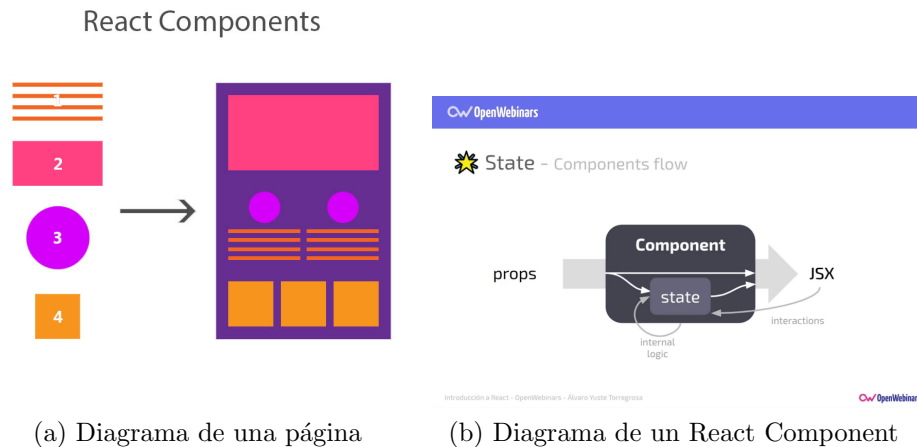 React Components
1
2
3
4
OpenWebinars
State - Components flow
props
Component
state
JSX
interactions
internal
logic
Introducción a React - OpenWebinars - Álvaro Yuste Torregrosa
OpenWebinars
(a) Diagrama de una página
(b) Diagrama de un React Component